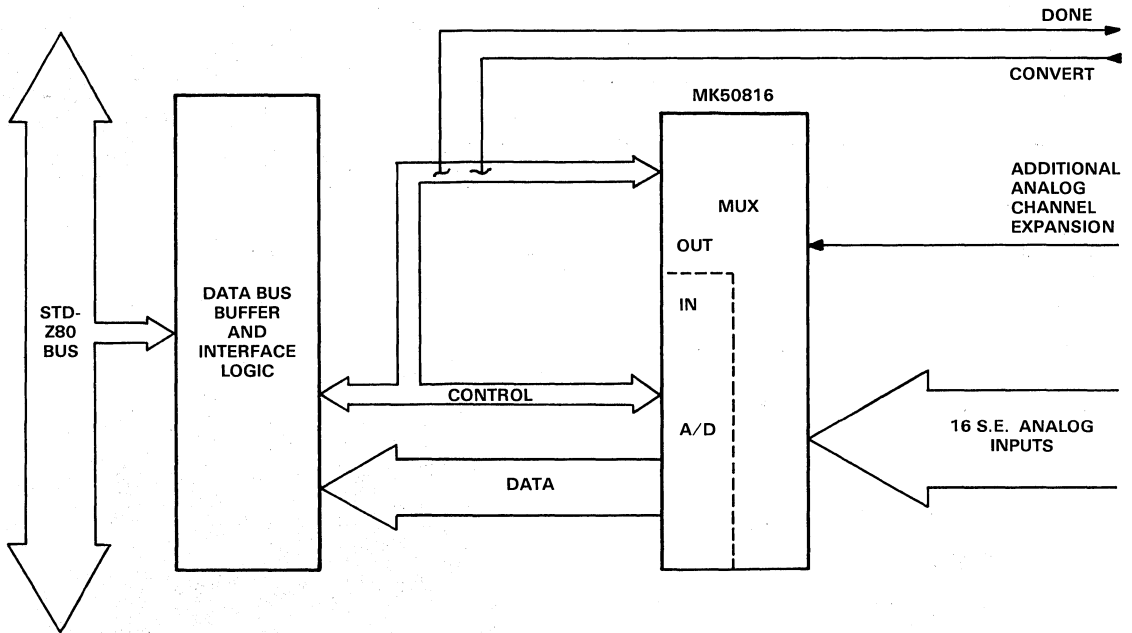 DONE
CONVERT
MK50816
ADDITIONAL
ANALOG
CHANNEL
EXPANSION
MUX
OUT
IN
A/D
STD-
Z80
BUS
DATA BUS
BUFFER
AND
INTERFACE
LOGIC
CONTROL
DATA
16 S.E. ANALOG
INPUTS